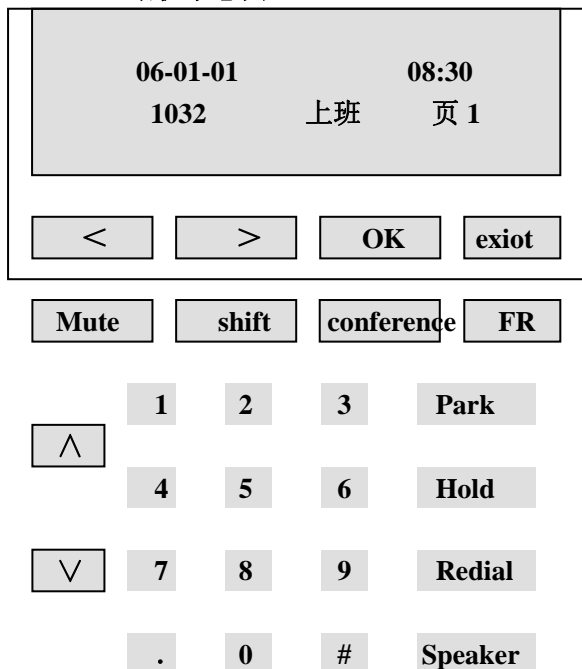 06-01-01 08:30
1032 上班 页 1
< > OK exiot
Mute shift conference FR
1 2 3 Park
∧
4 5 6 Hold
∨ 7 8 9 Redial
. 0 # Speaker